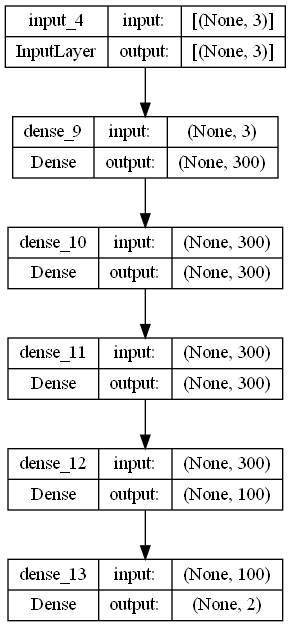 input_4 input: [(None, 3)]
InputLayer output: [(None, 3)]
dense_9 input: (None, 3)
Dense output: (None, 300)
dense_10 input: (None, 300)
Dense output: (None, 300)
dense_11 input: (None, 300)
Dense output: (None, 300)
dense_12 input: (None, 300)
Dense output: (None, 100)
dense_13 input: (None, 100)
Dense output: (None, 2)